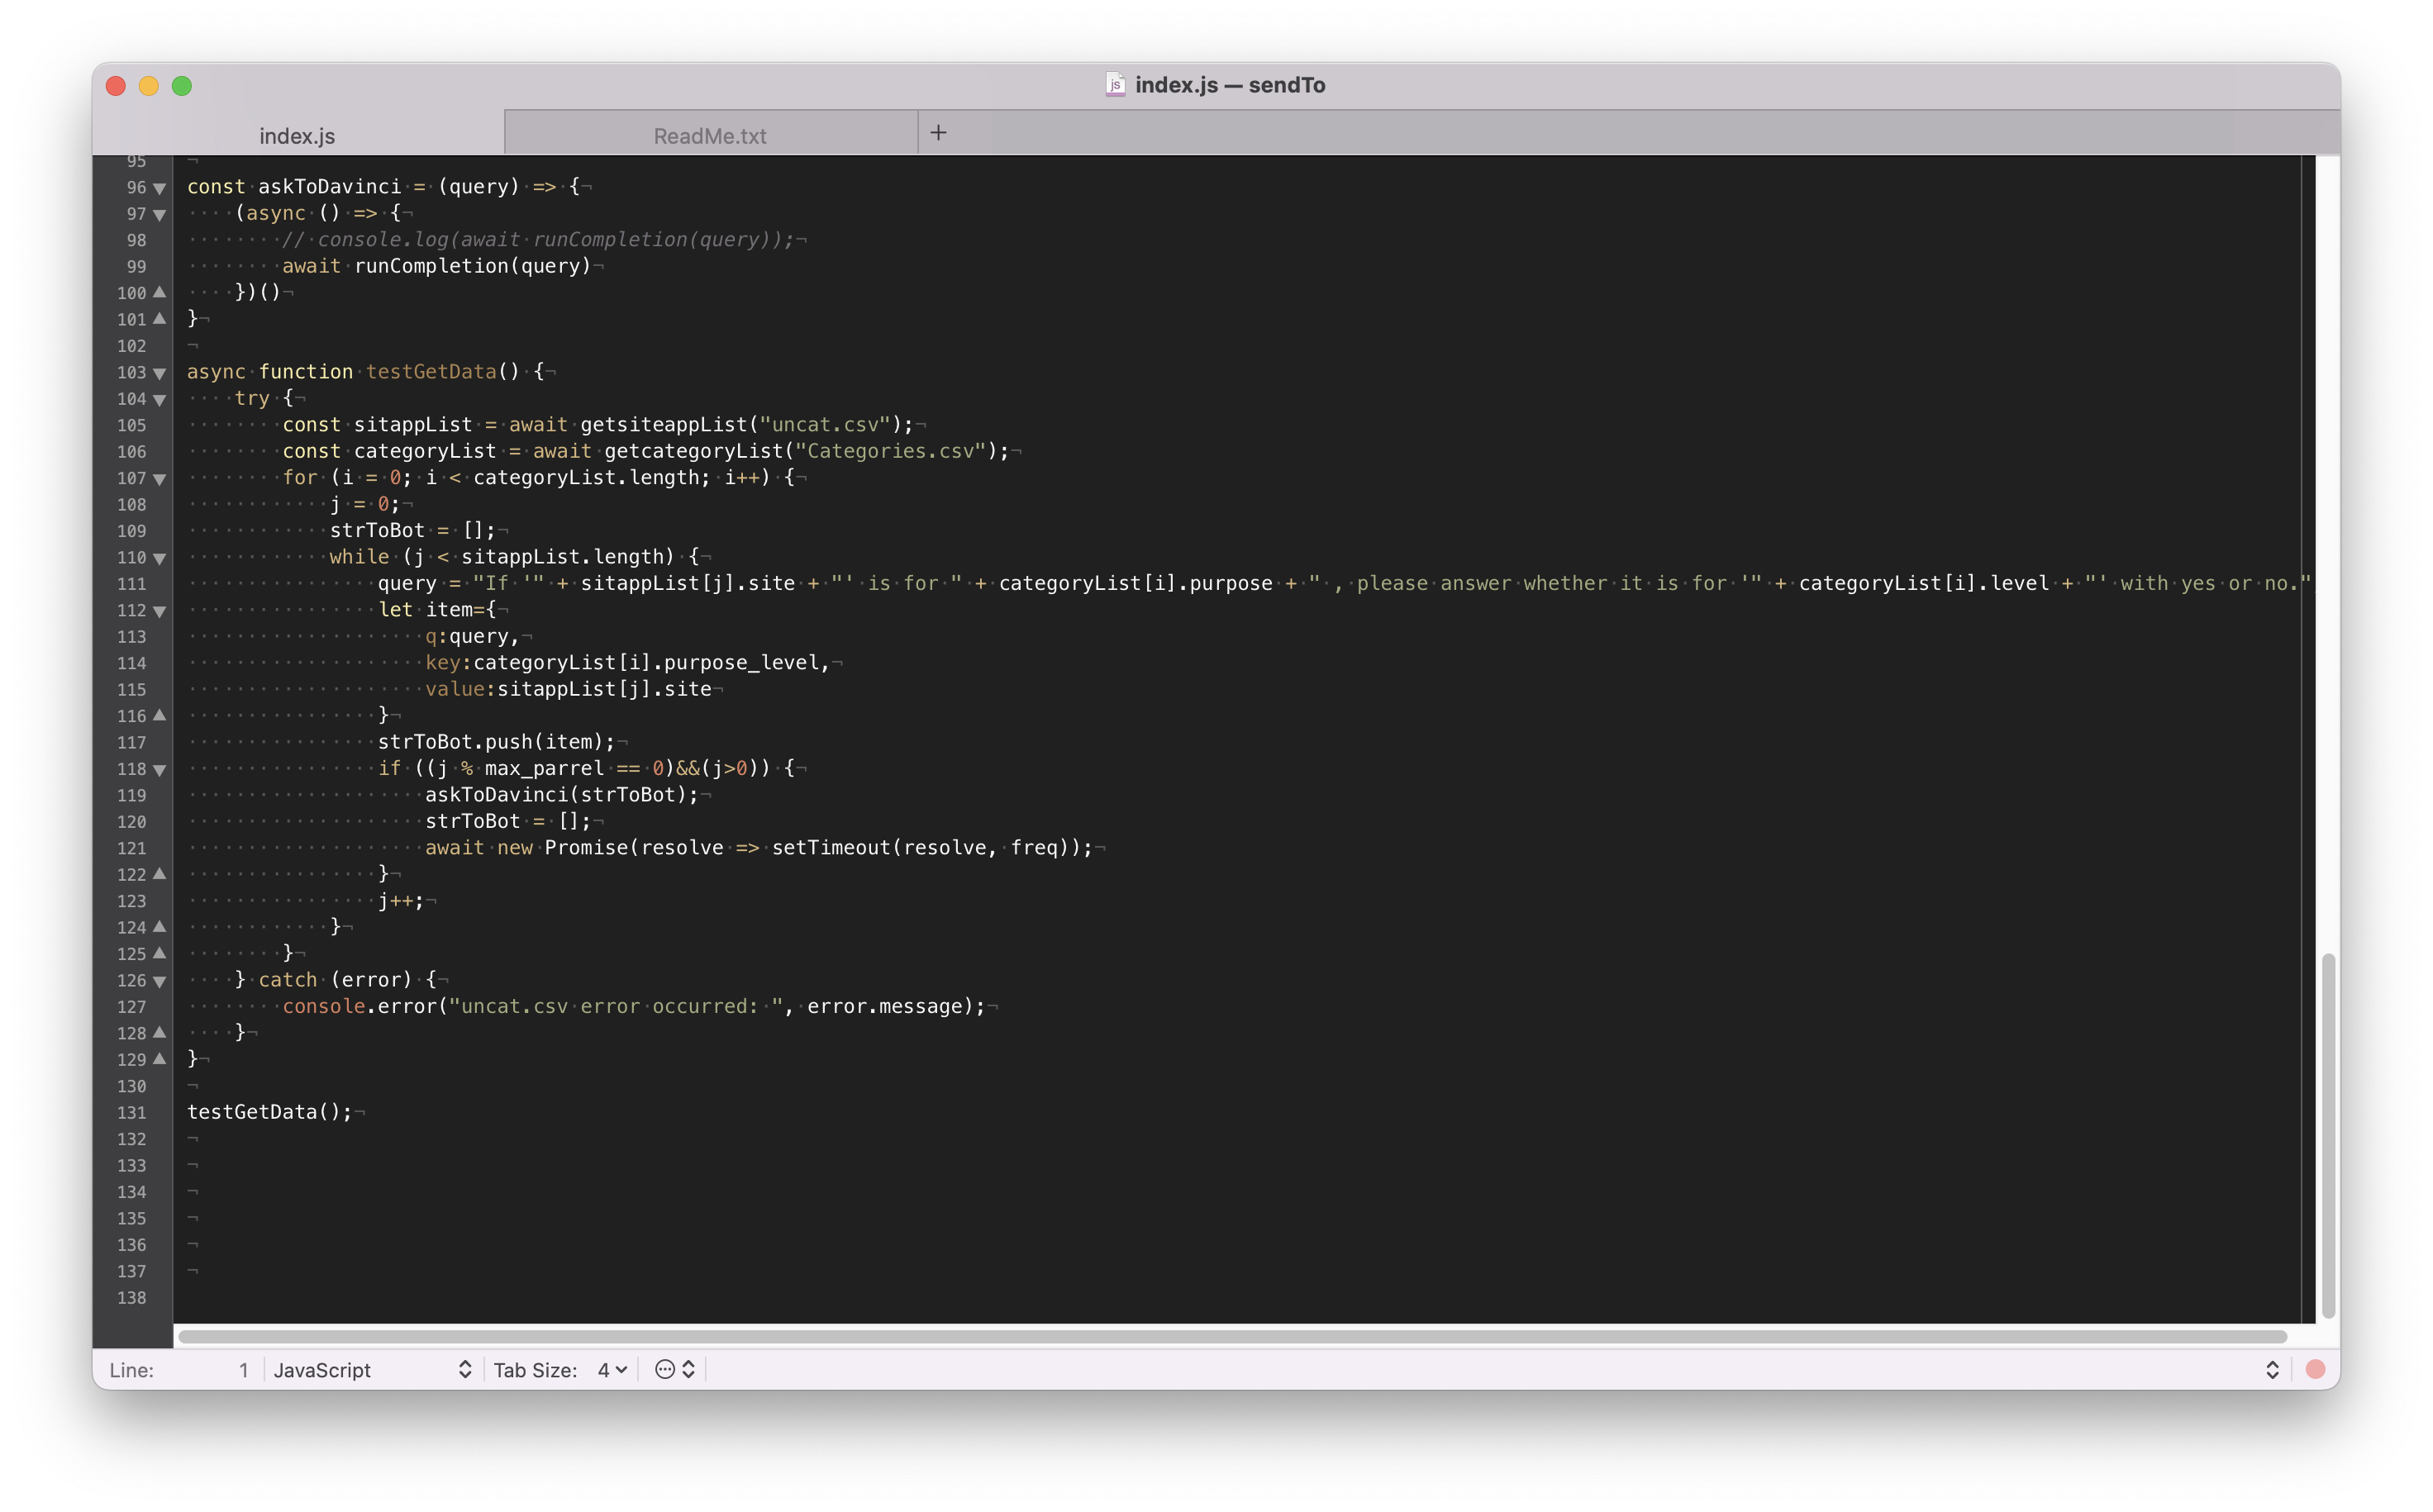 index.js — sendTo
index.js
ReadMe.txt
95
96 const askToDavinci = (query) => {
97     (async () => {
98         // console.log(await runCompletion(query));
99         await runCompletion(query)
100     })()
101 }
102
103 async function testGetData() {
104     try {
105         const sitappList = await getsiteappList("uncat.csv");
106         const categoryList = await getcategoryList("Categories.csv");
107         for (i = 0; i < categoryList.length; i++) {
108             j = 0;
109             strToBot = [];
110             while (j < sitappList.length) {
111                 query = "If '" + sitappList[j].site + "' is for " + categoryList[i].purpose + " , please answer whether it is for '" + categoryList[i].level + "' with yes or no."
112                 let item={
113                     q:query,
114                     key:categoryList[i].purpose_level,
115                     value:sitappList[j].site
116                 }
117                 strToBot.push(item);
118                 if ((j % max_parrel == 0)&&(j>0)) {
119                     askToDavinci(strToBot);
120                     strToBot = [];
121                     await new Promise(resolve => setTimeout(resolve, freq));
122                 }
123                 j++;
124             }
125         }
126     } catch (error) {
127         console.error("uncat.csv error occurred: ", error.message);
128     }
129 }
130
131 testGetData();
132
133
134
135
136
137
138
Line: 1 JavaScript Tab Size: 4